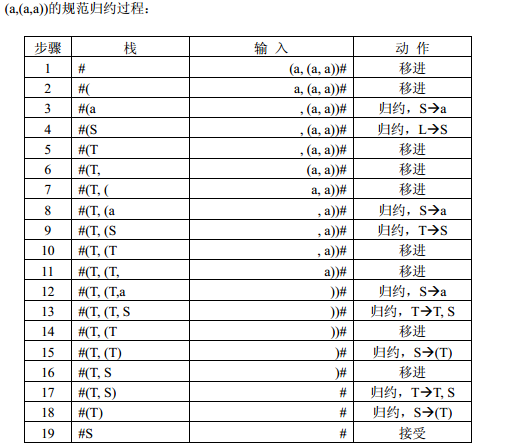 (a,(a,a))的规范归约过程：
步骤 栈 输 入 动 作
1 # (a, (a, a))# 移进
2 #( a, (a, a))# 移进
3 #(a , (a, a))# 归约，S→a
4 #(S , (a, a))# 归约，L→S
5 #(T , (a, a))# 移进
6 #(T, (a, a))# 移进
7 #(T, ( a, a))# 移进
8 #(T, (a , a))# 归约，S→a
9 #(T, (S , a))# 归约，T→S
10 #(T, (T , a))# 移进
11 #(T, (T, a))# 移进
12 #(T, (T,a ))# 归约，S→a
13 #(T, (T, S ))# 归约，T→T, S
14 #(T, (T ))# 移进
15 #(T, (T) )# 归约，S→(T)
16 #(T, S )# 移进
17 #(T, S) # 归约，T→T, S
18 #(T) # 归约，S→(T)
19 #S # 接受